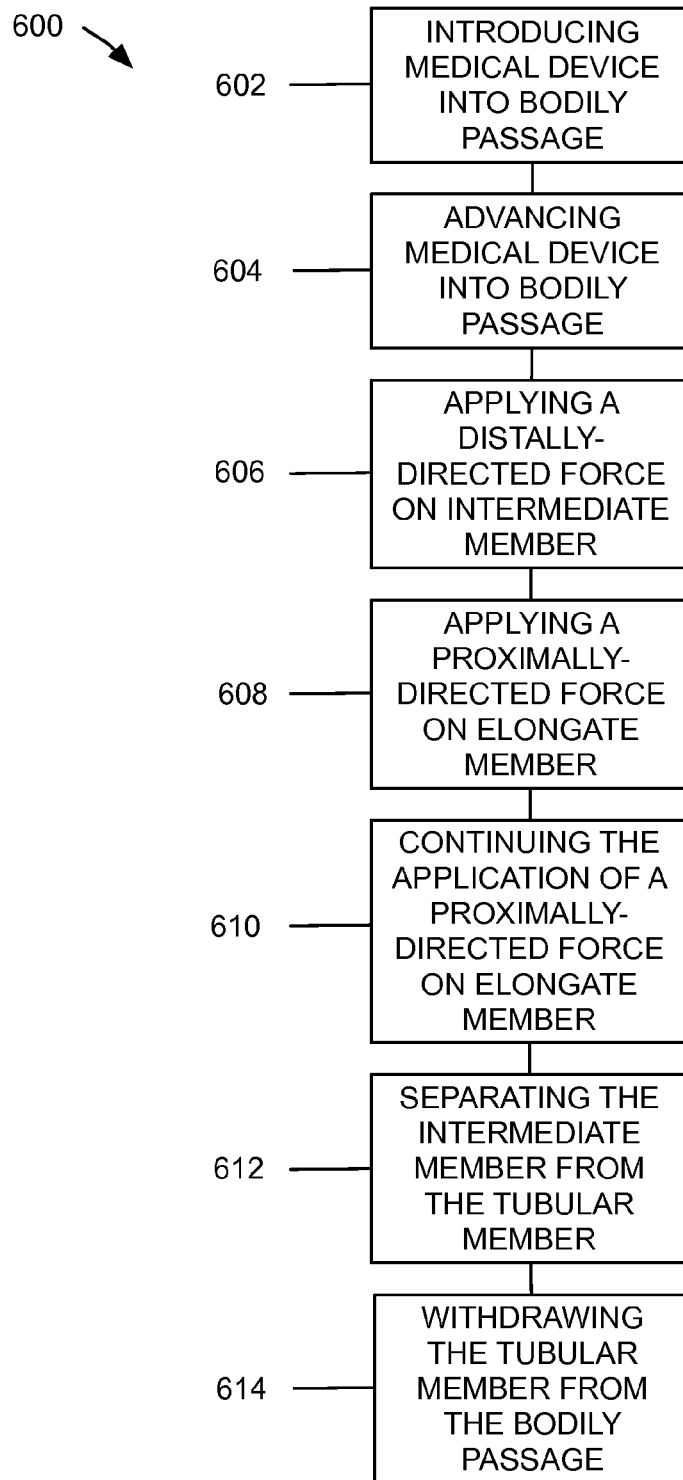 600
602
INTRODUCING
MEDICAL DEVICE
INTO BODILY
PASSAGE
604
ADVANCING
MEDICAL DEVICE
INTO BODILY
PASSAGE
606
APPLYING A
DISTALLY-
DIRECTED FORCE
ON INTERMEDIATE
MEMBER
608
APPLYING A
PROXIMALLY-
DIRECTED FORCE
ON ELONGATE
MEMBER
610
CONTINUING THE
APPLICATION OF A
PROXIMALLY-
DIRECTED FORCE
ON ELONGATE
MEMBER
612
SEPARATING THE
INTERMEDIATE
MEMBER FROM
THE TUBULAR
MEMBER
614
WITHDRAWING
THE TUBULAR
MEMBER FROM
THE BODILY
PASSAGE